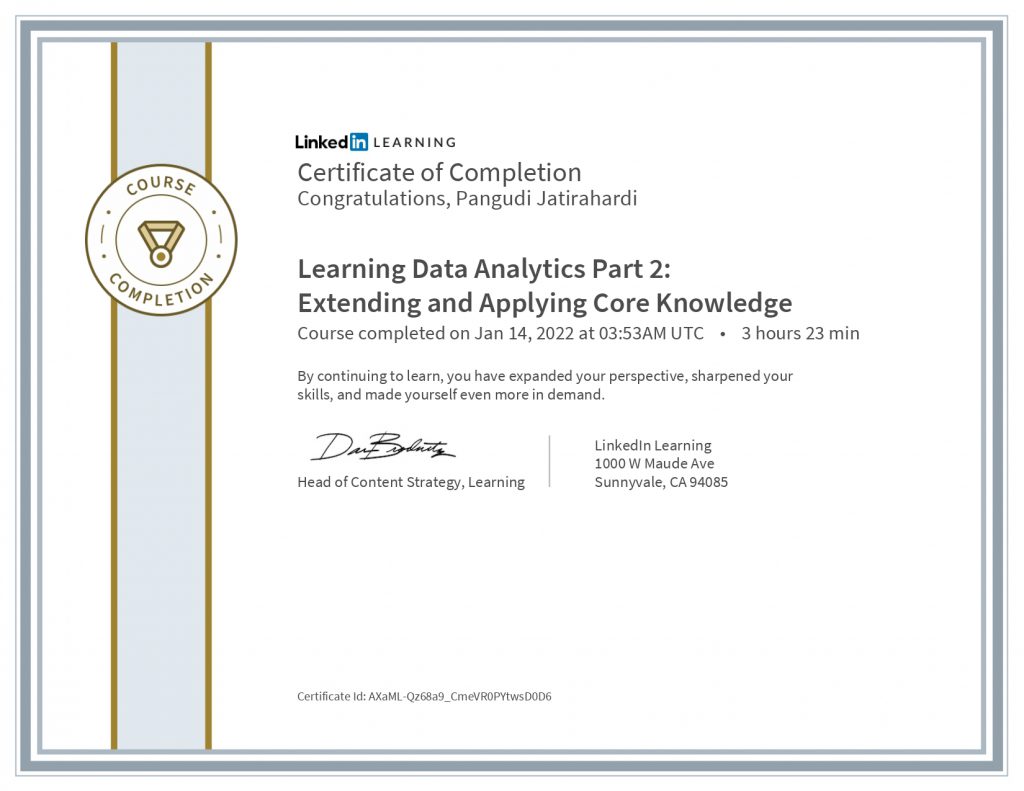 COURSE
COMPLETION
LinkedIn LEARNING
Certificate of Completion
Congratulations, Pangudi Jatirahardi
Learning Data Analytics Part 2:
Extending and Applying Core Knowledge
Course completed on Jan 14, 2022 at 03:53AM UTC • 3 hours 23 min
By continuing to learn, you have expanded your perspective, sharpened your
skills, and made yourself even more in demand.
Head of Content Strategy, Learning
LinkedIn Learning
1000 W Maude Ave
Sunnyvale, CA 94085
Certificate Id: AXaML-Qz68a9_CmeVR0PYtwsD0D6